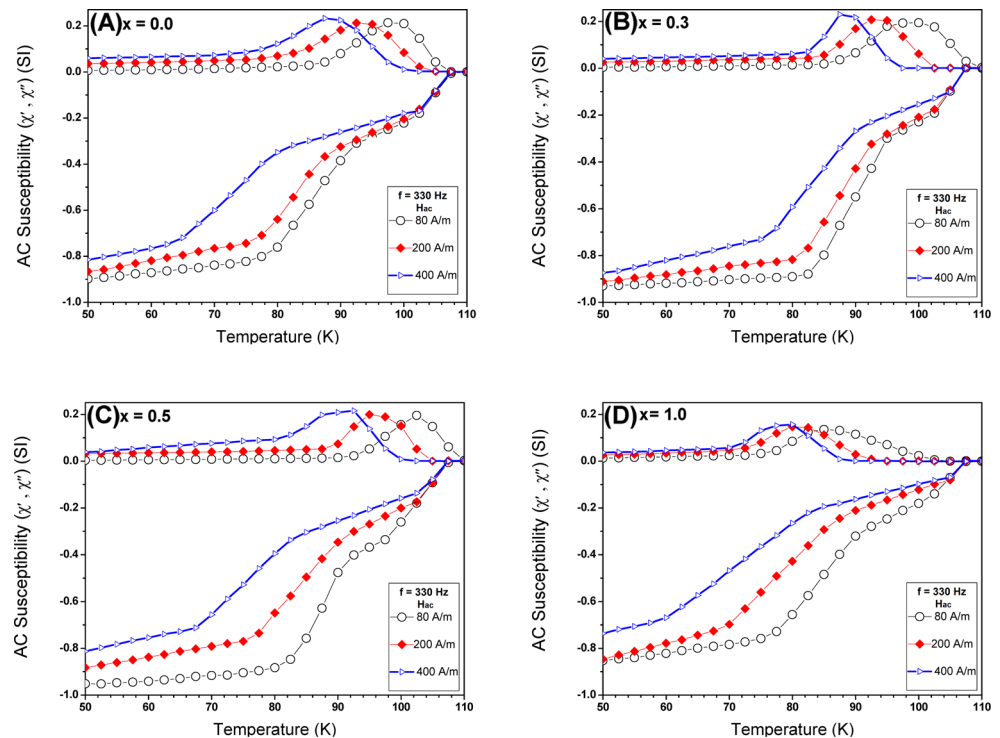 (A) x = 0.0
AC Susceptibility (χ′ , χ″) (SI)
0.2
0.0
-0.2
-0.4
-0.6
-0.8
-1.0
f = 330 Hz
Hac
80 A/m
200 A/m
400 A/m
50 60 70 80 90 100 110
Temperature (K)
(B) x = 0.3
AC Susceptibility (χ′ , χ″) (SI)
0.2
0.0
-0.2
-0.4
-0.6
-0.8
-1.0
f = 330 Hz
Hac
80 A/m
200 A/m
400 A/m
50 60 70 80 90 100 110
Temperature (K)
(C) x = 0.5
AC Susceptibility (χ′ , χ″) (SI)
0.2
0.0
-0.2
-0.4
-0.6
-0.8
-1.0
f = 330 Hz
Hac
80 A/m
200 A/m
400 A/m
50 60 70 80 90 100 110
Temperature (K)
(D) x= 1.0
AC Susceptibility (χ′ , χ″) (SI)
0.2
0.0
-0.2
-0.4
-0.6
-0.8
-1.0
f = 330 Hz
Hac
80 A/m
200 A/m
400 A/m
50 60 70 80 90 100 110
Temperature (K)